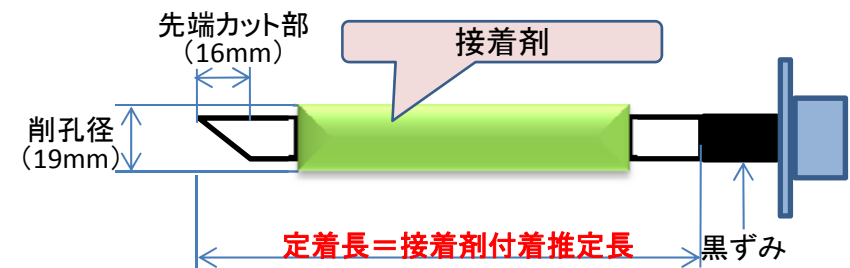 先端カット部
（16mm）
接着剤
削孔径
（19mm）
定着長＝接着剤付着推定長
黒ずみ